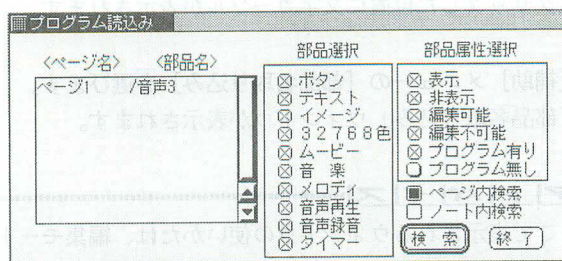 プログラム読込み
<ページ名> <部品名>
ページ1 /音声3
部品選択
ボタン
テキスト
イメージ
32768色
ムービー
音 楽
メロディ
音声再生
音声録音
タイマー
部品属性選択
表示
非表示
編集可能
編集不可能
プログラム有り
プログラム無し
ページ内検索
ノート内検索
検 索
終了